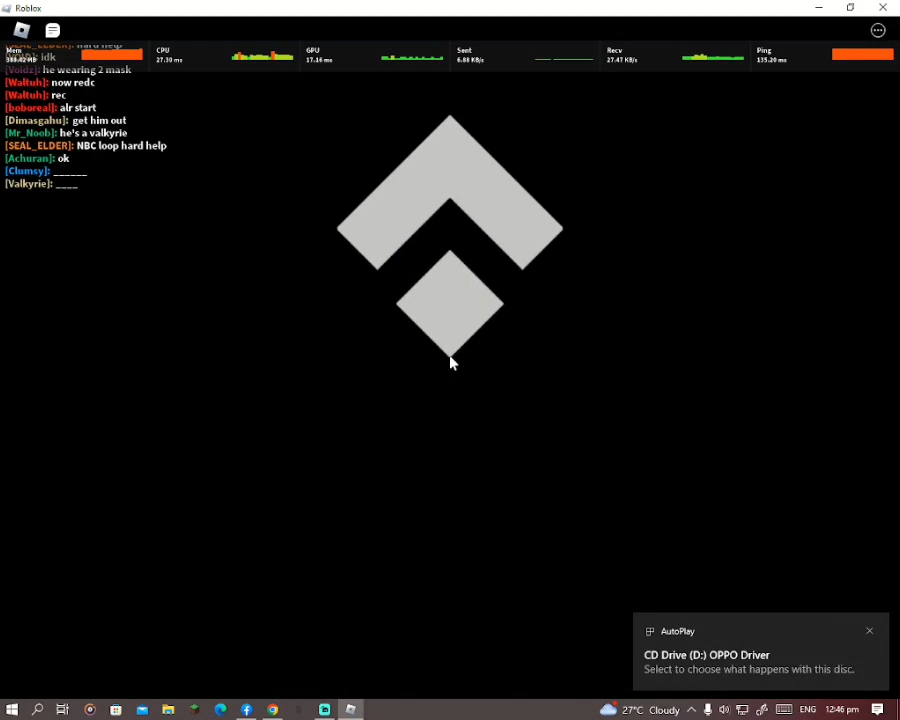 Roblox
Mem
CPU
GPU
Sent
Recv
Ping
27.30 ms
17.16 ms
6.88 KB/s
27.47 KB/s
135.20 ms
idk
[Voidz]: he wearing 2 mask
[Waltuh]: now redc
[Waltuh]: rec
[boboreal]: alr start
[Dimasgahu]: get him out
[Mr_Noob]: he's a valkyrie
[SEAL_ELDER]: NBC loop hard help
[Achuran]: ok
[Clumsy]: ______
[Valkyrie]: ____
AutoPlay
CD Drive (D:) OPPO Driver
Select to choose what happens with this disc.
27°C Cloudy
ENG
12:46 pm